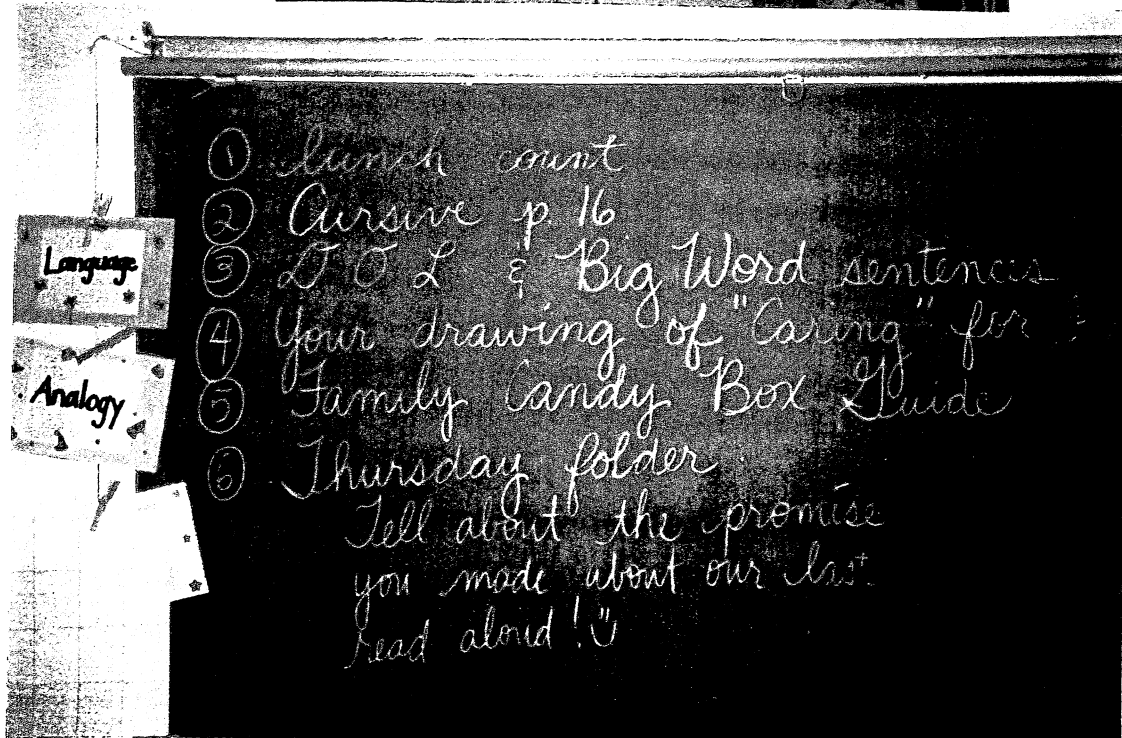 ① lunch count
② Cursive p. 16
③ D O L & Big Word sentences
④ Your drawing of "Caring" for
⑤ Family Candy Box Guide
⑥ Thursday folder
Tell about the promise
you made about our last
read aloud!
Language
Analogy